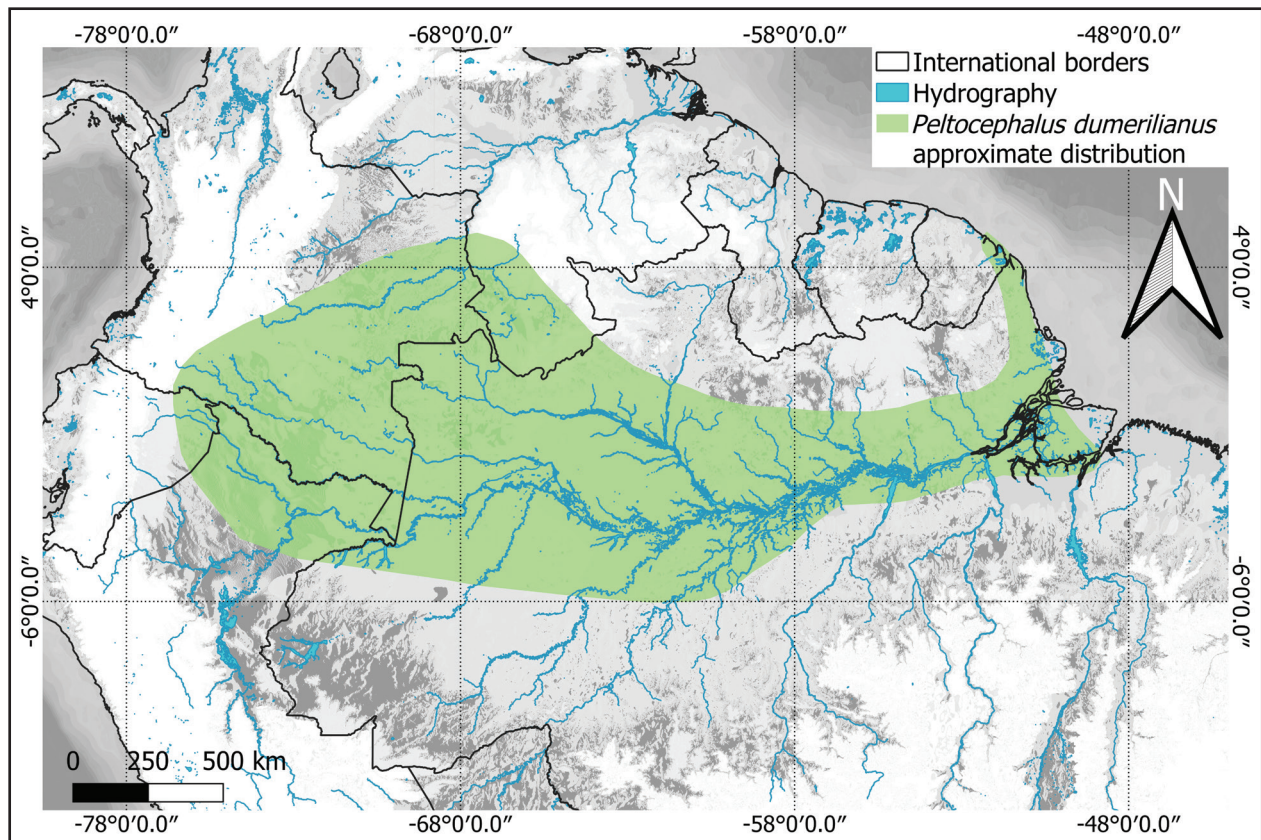 -78°0'0.0" -68°0'0.0" -58°0'0.0" -48°0'0.0"
International borders
Hydrography
Peltocephalus dumerilianus
approximate distribution
N
4°0'0.0" 4°0'0.0"
-6°0'0.0" -6°0'0.0"
0 250 500 km
-78°0'0.0" -68°0'0.0" -58°0'0.0" -48°0'0.0"